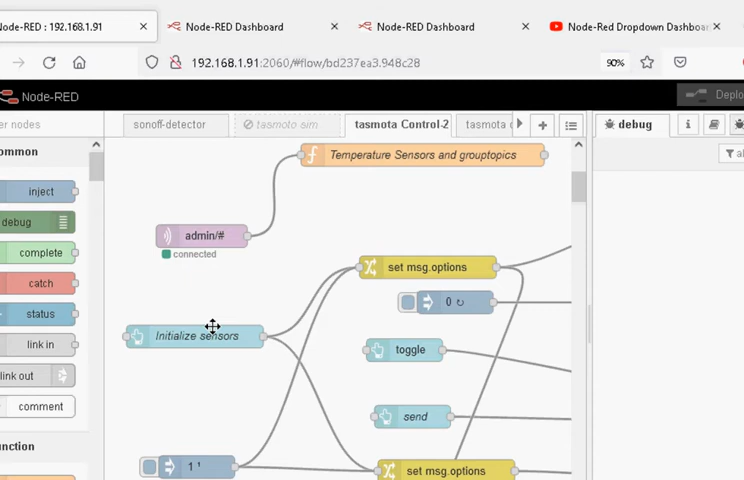 Node-RED : 192.168.1.91
Node-RED Dashboard
Node-RED Dashboard
Node-Red Dropdown Dashboa
192.168.1.91:2060/#flow/bd237ea3.948c28
90%
Node-RED
Deplo
er nodes
sonoff-detector
tasmoto sim
tasmota Control-2
tasmota c
debug
i
ommon
inject
debug
complete
catch
status
link in
link out
comment
unction
Temperature Sensors and grouptopics
admin/#
connected
set msg.options
0 ↻
Initialize sensors
toggle
send
1 ¹
set msg.options